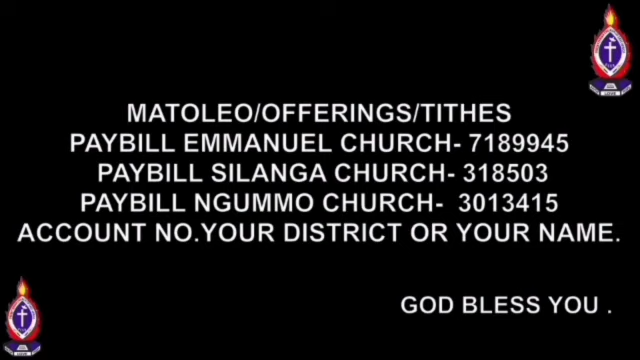 MATOLEO/OFFERINGS/TITHES
PAYBILL EMMANUEL CHURCH- 7189945
PAYBILL SILANGA CHURCH- 318503
PAYBILL NGUMMO CHURCH-  3013415
ACCOUNT NO.YOUR DISTRICT OR YOUR NAME.
GOD BLESS YOU .